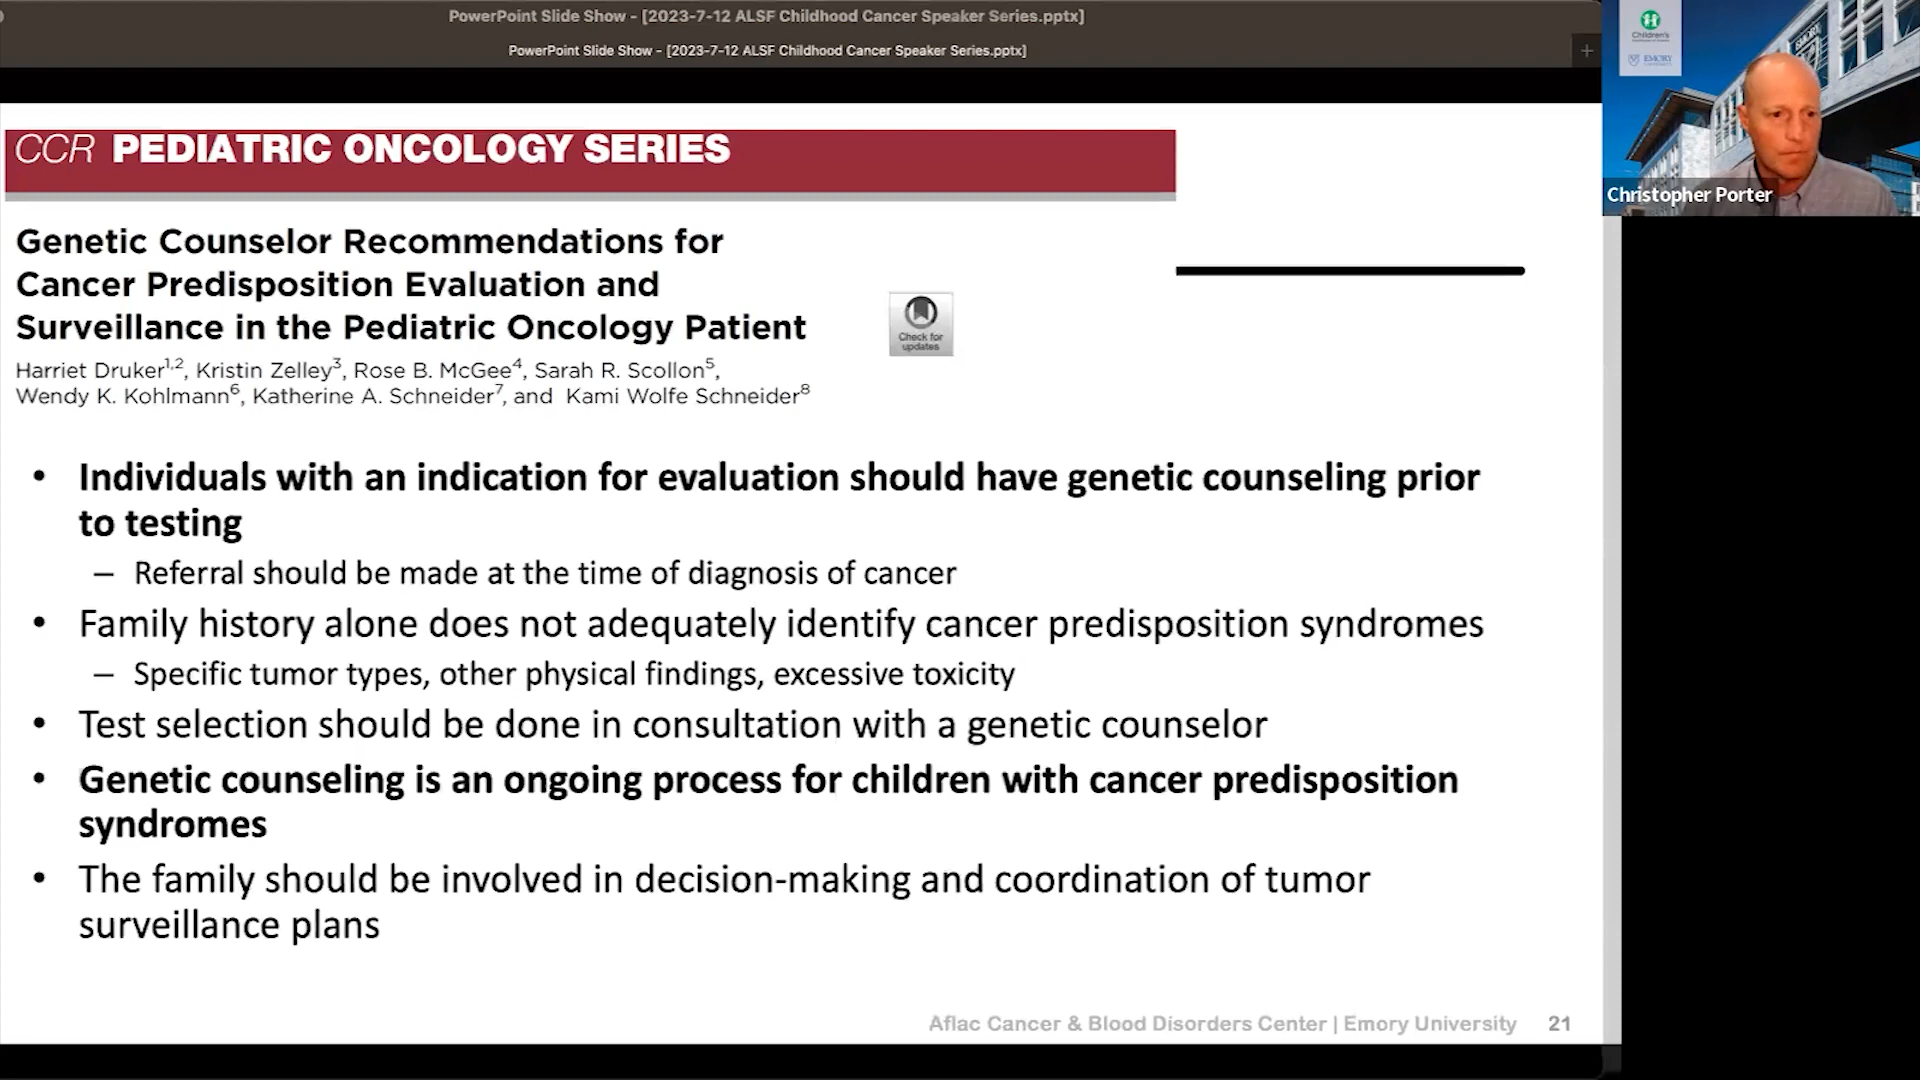 PowerPoint Slide Show - [2023-7-12 ALSF Childhood Cancer Speaker Series.pptx]
PowerPoint Slide Show - [2023-7-12 ALSF Childhood Cancer Speaker Series.pptx]
+
Children's
EMORY
EMORY
Christopher Porter
CCR PEDIATRIC ONCOLOGY SERIES
Genetic Counselor Recommendations for
Cancer Predisposition Evaluation and
Surveillance in the Pediatric Oncology Patient
Check for
updates
Harriet Druker1,2, Kristin Zelley3, Rose B. McGee4, Sarah R. Scollon5,
Wendy K. Kohlmann6, Katherine A. Schneider7, and Kami Wolfe Schneider8
• Individuals with an indication for evaluation should have genetic counseling prior
to testing
– Referral should be made at the time of diagnosis of cancer
• Family history alone does not adequately identify cancer predisposition syndromes
– Specific tumor types, other physical findings, excessive toxicity
• Test selection should be done in consultation with a genetic counselor
• Genetic counseling is an ongoing process for children with cancer predisposition
syndromes
• The family should be involved in decision-making and coordination of tumor
surveillance plans
Aflac Cancer & Blood Disorders Center | Emory University 21